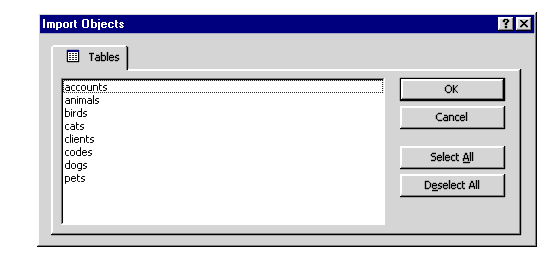 Import Objects
Tables
accounts
animals
birds
cats
clients
codes
dogs
pets
OK
Cancel
Select All
Deselect All